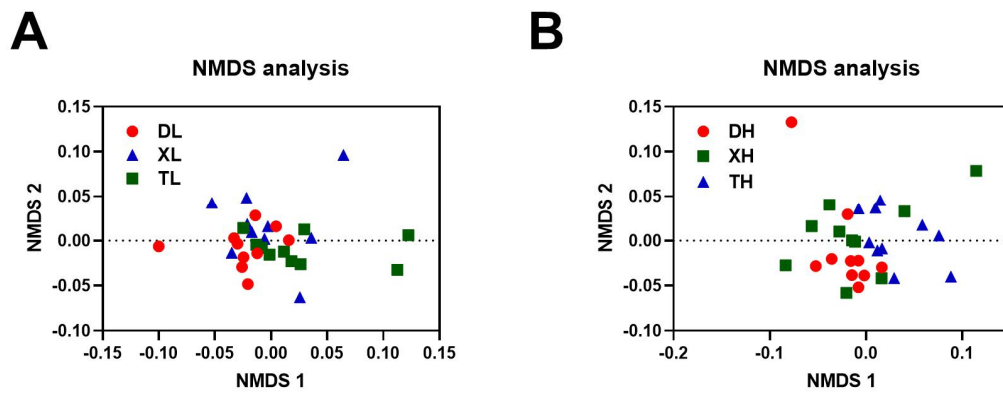 A
NMDS analysis
NMDS 2
0.15
0.10
0.05
0.00
-0.05
-0.10
DL
XL
TL
-0.15 -0.10 -0.05 0.00 0.05 0.10 0.15
NMDS 1
B
NMDS analysis
NMDS 2
0.15
0.10
0.05
0.00
-0.05
-0.10
DH
XH
TH
-0.2 -0.1 0.0 0.1
NMDS 1